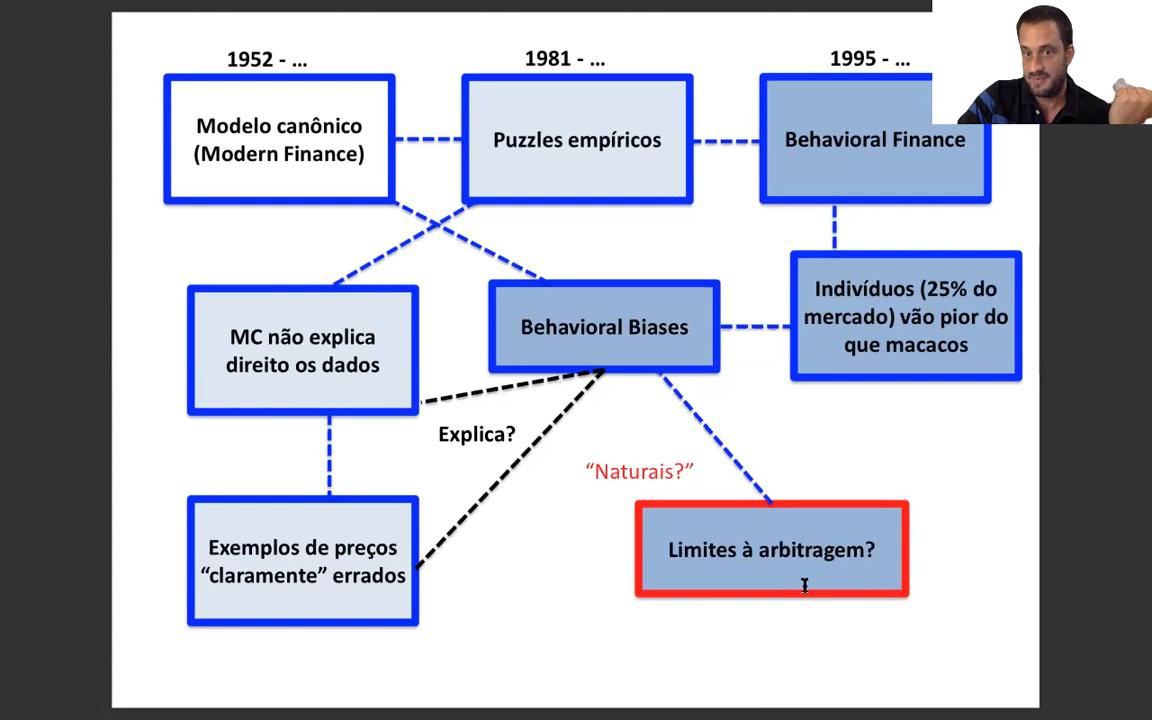 1952 - ...
1981 - ...
1995 - ...
Modelo canônico
(Modern Finance)
Puzzles empíricos
Behavioral Finance
MC não explica
direito os dados
Behavioral Biases
Indivíduos (25% do
mercado) vão pior do
que macacos
Explica?
“Naturais?”
Exemplos de preços
“claramente” errados
Limites à arbitragem?